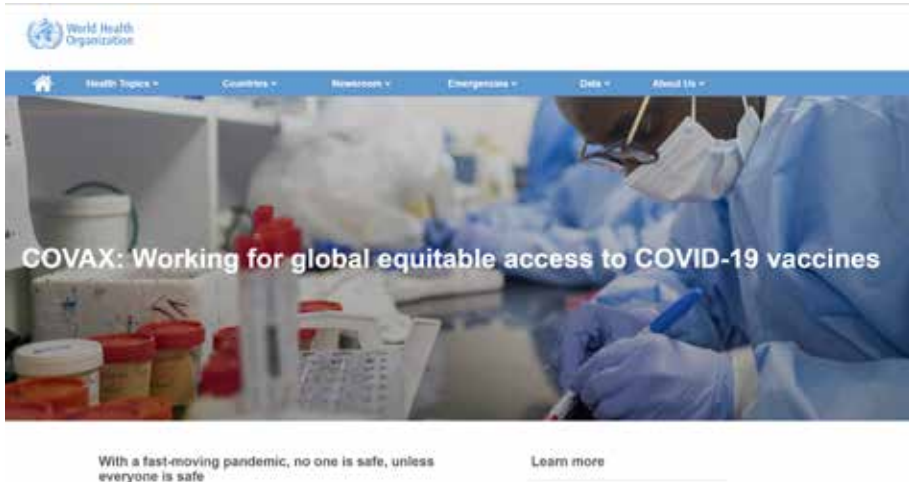 World Health
Organization
Health Topics
Countries
Newsroom
Emergencies
Data
About Us
COVAX: Working for global equitable access to COVID-19 vaccines
With a fast-moving pandemic, no one is safe, unless
everyone is safe
Learn more